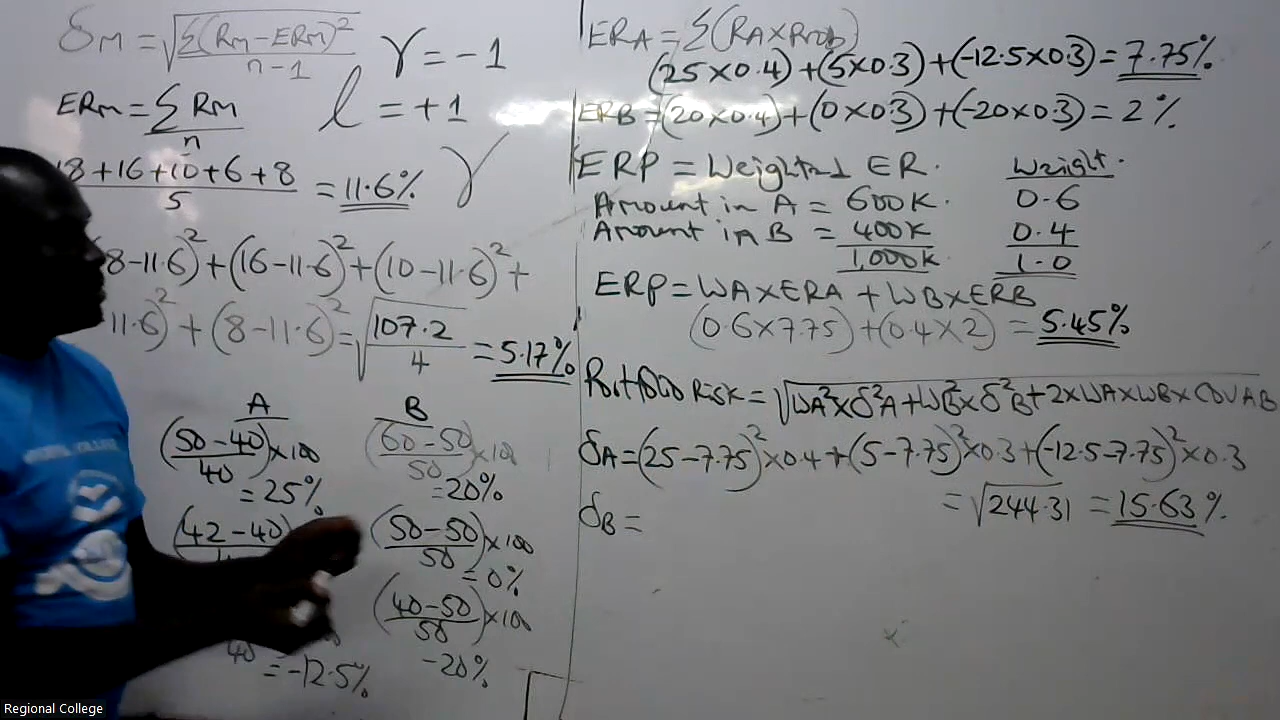 δM = √Σ(RM-ERM)²
n-1
γ = -1
ERM = ΣRM
n
l = +1
18+16+10+6+8 = 11.6%
5
γ
8-11.6)²+(16-11.6)²+(10-11.6)²+
11.6)²+(8-11.6)² = √107.2 = 5.17%
4
A
(50-40)×100
40
= 25%
(42-40)
40
= -12.5%
B
(60-50)×100
50
= 20%
(50-50)×100
50
= 0%
(40-50)×100
50
-20%
ERA = Σ(RA×Prob)
(25×0.4)+(5×0.3)+(-12.5×0.3) = 7.75%
ERB = (20×0.4)+(0×0.3)+(-20×0.3) = 2%
ERP = Weighted ER. Weight.
Amount in A = 600K. 0.6
Amount in B = 400K 0.4
1,000K 1.0
ERP = WA×ERA + WB×ERB
(0.6×7.75)+(0.4×2) = 5.45%
Portfolio Risk = √WA²×δ²A+WB²×δ²B+2×WA×WB×COVAB
δA = (25-7.75)²×0.4+(5-7.75)²×0.3+(-12.5-7.75)²×0.3
= √244.31 = 15.63%
δB =
Regional College